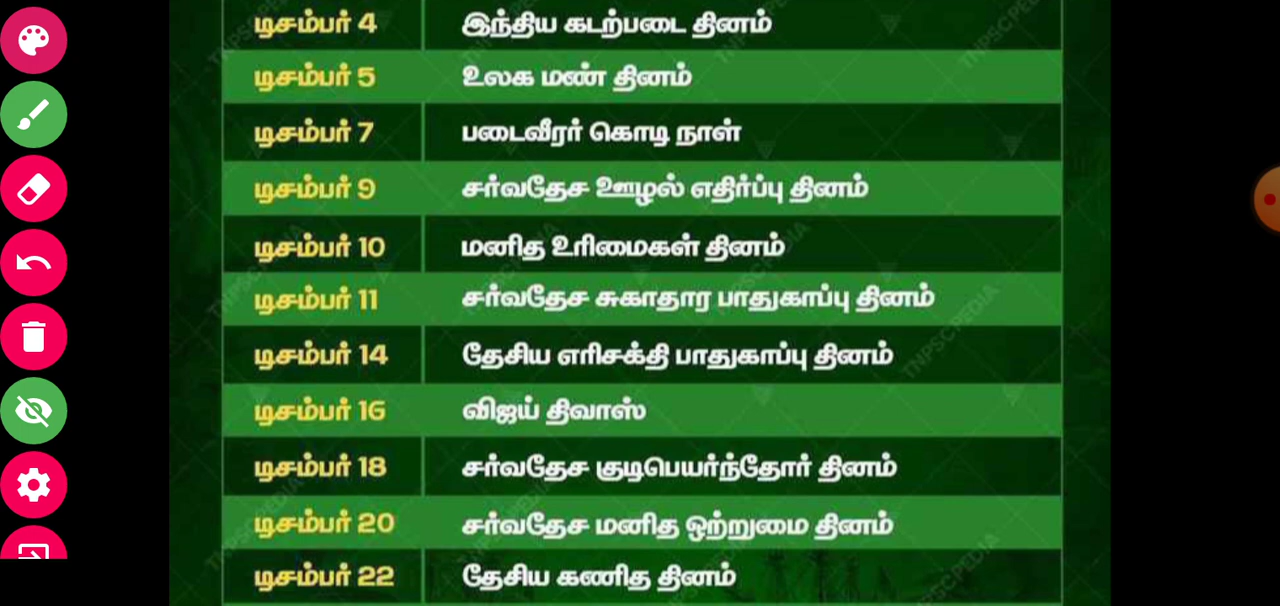 டிசம்பர் 4 இந்திய கடற்படை தினம்
டிசம்பர் 5 உலக மண் தினம்
டிசம்பர் 7 படைவீரர் கொடி நாள்
டிசம்பர் 9 சர்வதேச ஊழல் எதிர்ப்பு தினம்
டிசம்பர் 10 மனித உரிமைகள் தினம்
டிசம்பர் 11 சர்வதேச சுகாதார பாதுகாப்பு தினம்
டிசம்பர் 14 தேசிய எரிசக்தி பாதுகாப்பு தினம்
டிசம்பர் 16 விஜய் திவாஸ்
டிசம்பர் 18 சர்வதேச குடிபெயர்ந்தோர் தினம்
டிசம்பர் 20 சர்வதேச மனித ஒற்றுமை தினம்
டிசம்பர் 22 தேசிய கணித தினம்
TNPSCPEDIA